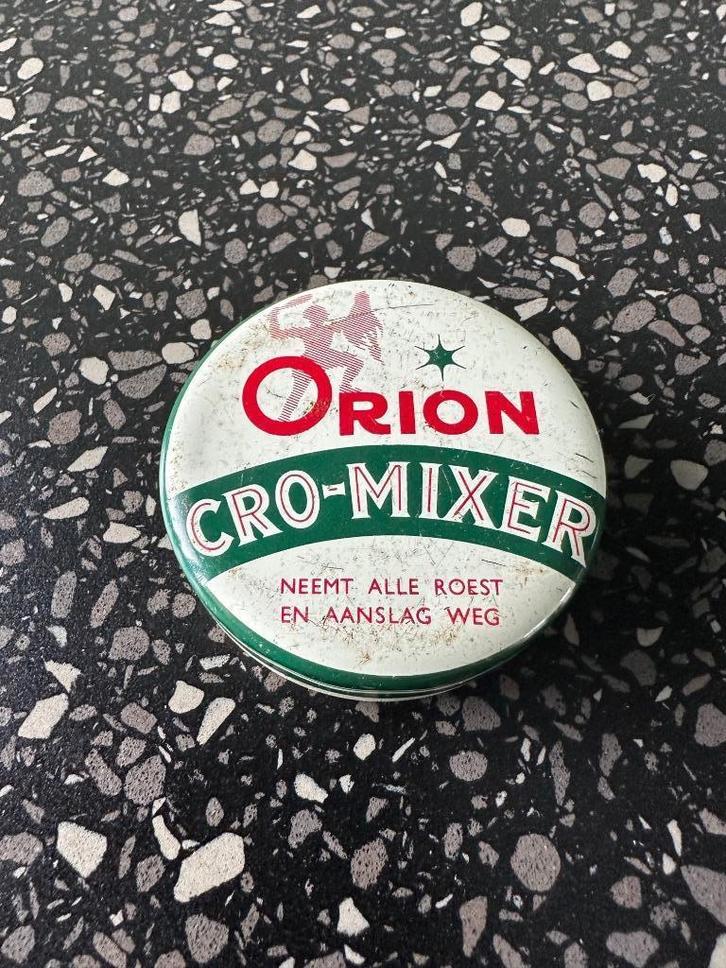 ORION
CRO-MIXER
NEEMT ALLE ROEST
EN AANSLAG WEG